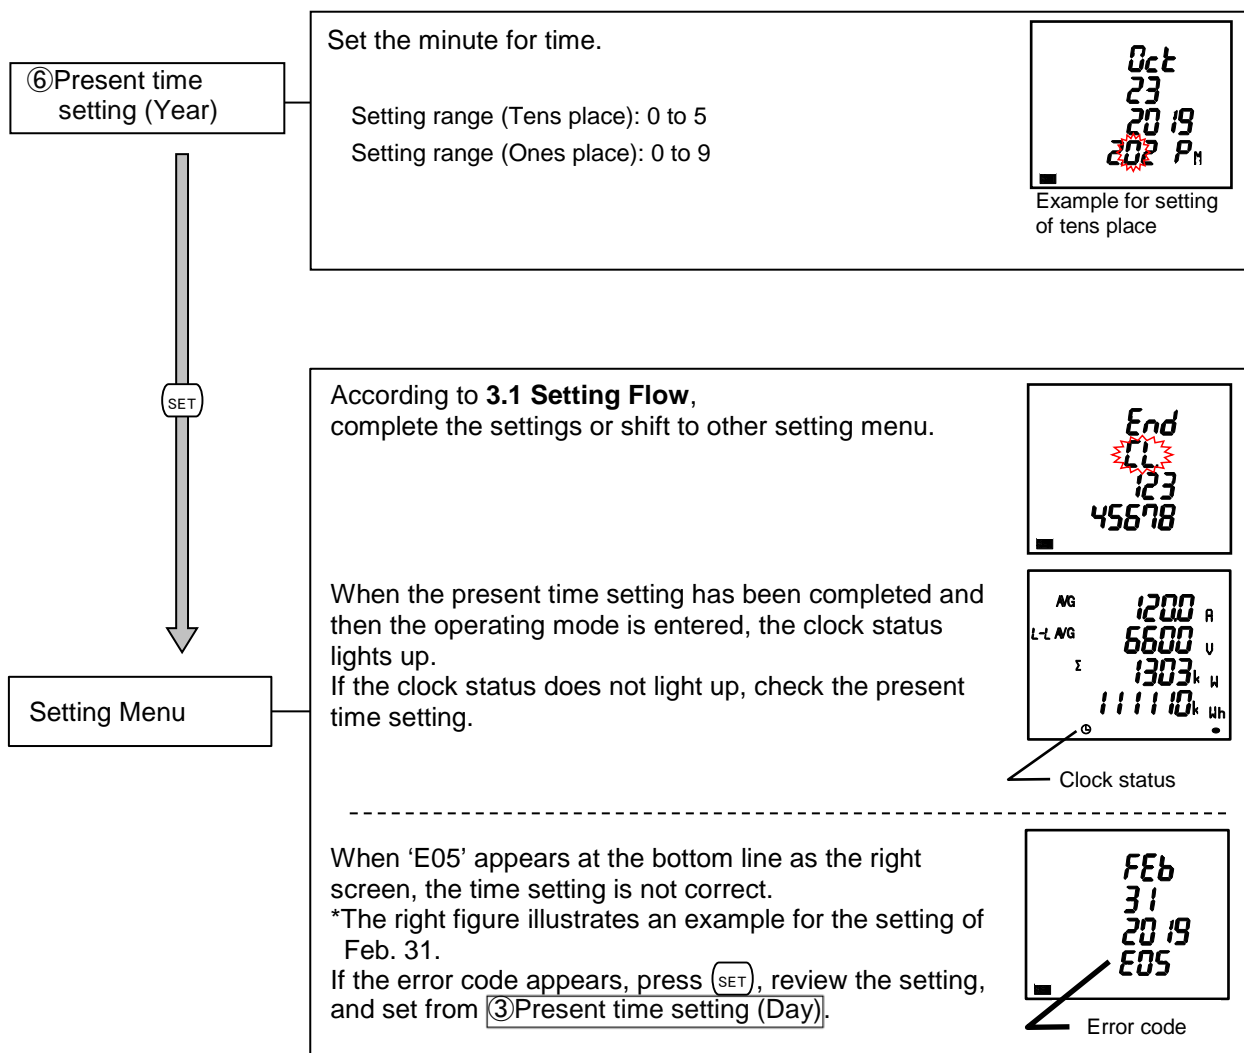 ⑥Present time
setting (Year)
Set the minute for time.
Setting range (Tens place): 0 to 5
Setting range (Ones place): 0 to 9
Oct
23
2019
202 PM
Example for setting
of tens place
SET
Setting Menu
According to 3.1 Setting Flow,
complete the settings or shift to other setting menu.
End
CL.
123
45678
When the present time setting has been completed and
then the operating mode is entered, the clock status
lights up.
If the clock status does not light up, check the present
time setting.
AVG 1200 A
L-L AVG 6600 V
Σ 1303 k W
111110 k Wh
Clock status
When ‘E05’ appears at the bottom line as the right
screen, the time setting is not correct.
*The right figure illustrates an example for the setting of
Feb. 31.
If the error code appears, press SET, review the setting,
and set from ③Present time setting (Day).
FEb
31
2019
E05
Error code